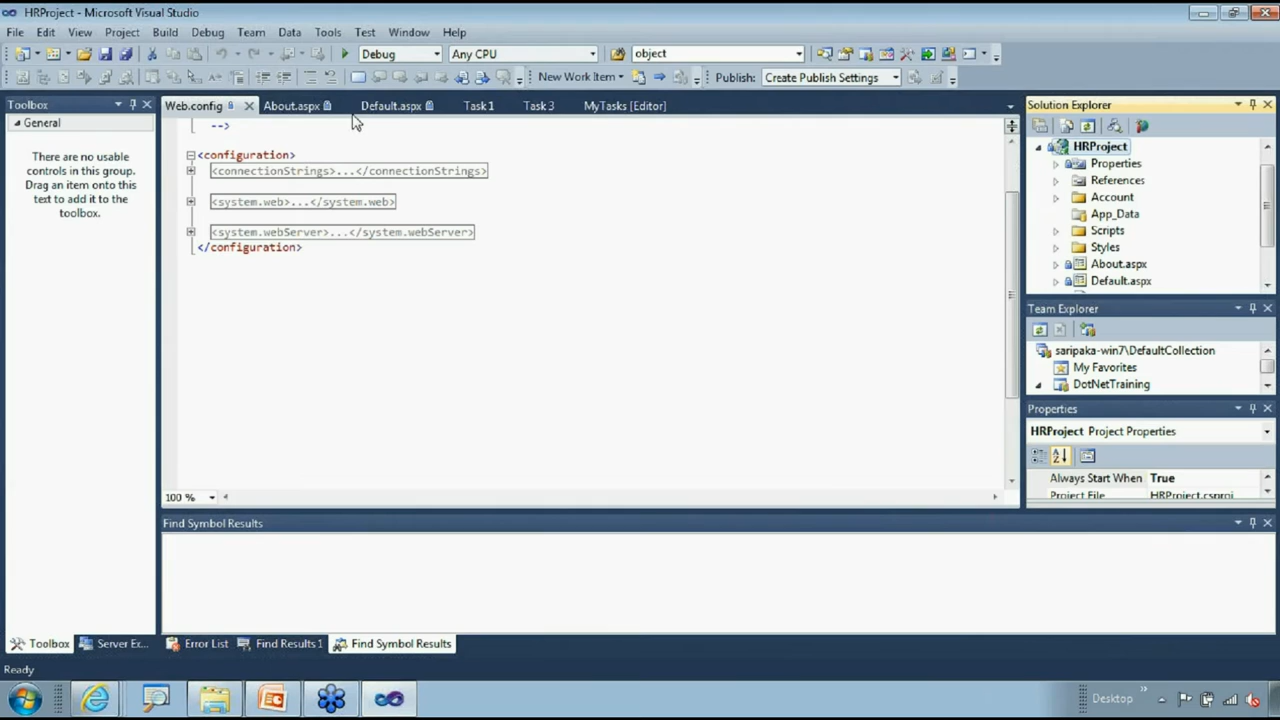 HRProject - Microsoft Visual Studio
File Edit View Project Build Debug Team Data Tools Test Window Help
Debug Any CPU object
New Work Item Publish: Create Publish Settings
Toolbox
General
There are no usable
controls in this group.
Drag an item onto this
text to add it to the
toolbox.
Web.config About.aspx Default.aspx Task 1 Task 3 MyTasks [Editor]
-->
<configuration>
<connectionStrings>...</connectionStrings>
<system.web>...</system.web>
<system.webServer>...</system.webServer>
</configuration>
100 %
Solution Explorer
HRProject
Properties
References
Account
App_Data
Scripts
Styles
About.aspx
Default.aspx
Team Explorer
saripaka-win7\DefaultCollection
My Favorites
DotNetTraining
Properties
HRProject Project Properties
Always Start When True
Project File HRProject.csproj
Find Symbol Results
Toolbox Server Ex... Error List Find Results 1 Find Symbol Results
Ready
Desktop